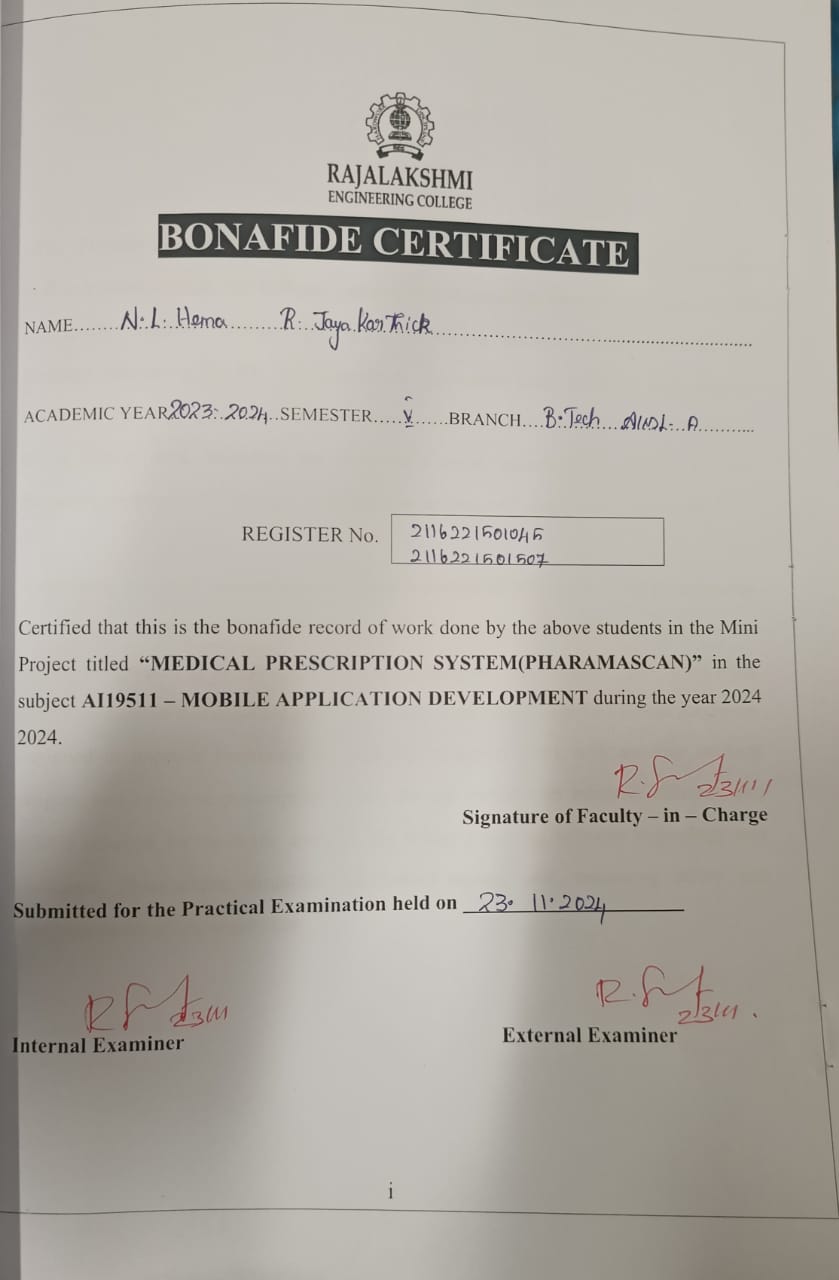 RAJALAKSHMI
ENGINEERING COLLEGE
BONAFIDE CERTIFICATE
NAME........N.L. Hema.........R. Jaya Karthick..............................................................
ACADEMIC YEAR 2023-2024..SEMESTER.....V......BRANCH....B.Tech...AIML-A...........
REGISTER No. 2116221501045
2116221501507
Certified that this is the bonafide record of work done by the above students in the Mini
Project titled “MEDICAL PRESCRIPTION SYSTEM(PHARAMASCAN)” in the
subject AI19511 – MOBILE APPLICATION DEVELOPMENT during the year 2024
2024.
23/11
Signature of Faculty – in – Charge
Submitted for the Practical Examination held on 23. 11. 2024
23/11 23/11
Internal Examiner External Examiner
i